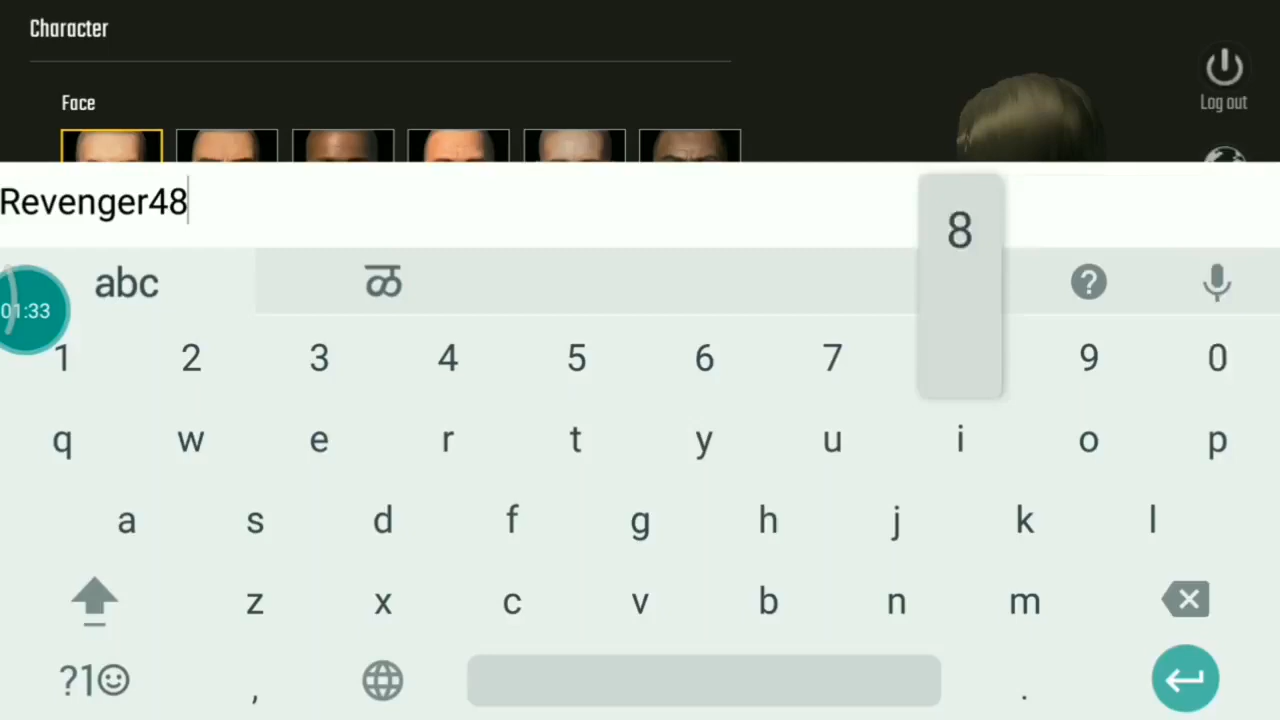 Character
Log out
Face
Revenger48
8
abc ळ ?
01:33
1 2 3 4 5 6 7 9 0
q w e r t y u i o p
a s d f g h j k l
z x c v b n m
?1☺ , .